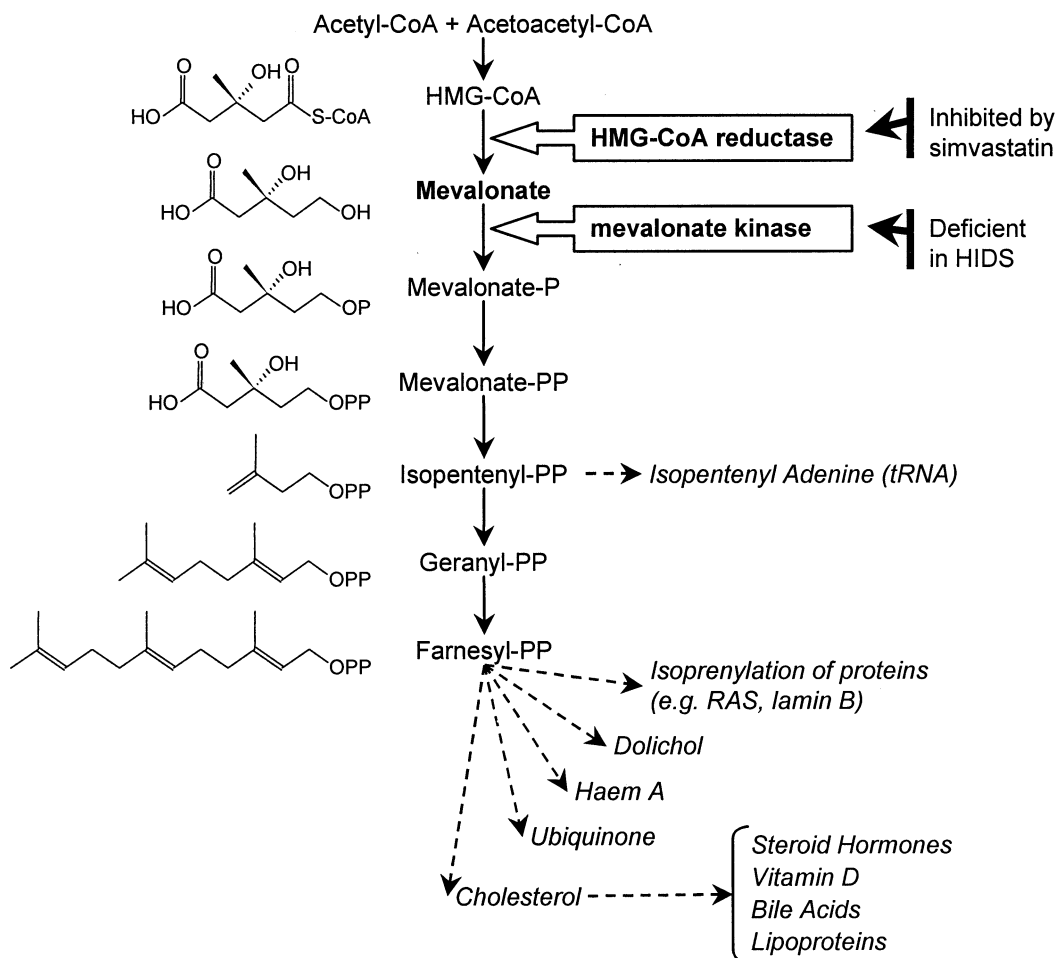 Acetyl-CoA + Acetoacetyl-CoA
O
OH
O
HO
S-CoA
HMG-CoA
HMG-CoA reductase
Inhibited by
simvastatin
O
OH
HO
OH
Mevalonate
mevalonate kinase
Deficient
in HIDS
O
OH
HO
OP
Mevalonate-P
O
OH
HO
OPP
Mevalonate-PP
OPP
Isopentenyl-PP
Isopentenyl Adenine (tRNA)
OPP
Geranyl-PP
OPP
Farnesyl-PP
Isoprenylation of proteins
(e.g. RAS, lamin B)
Dolichol
Haem A
Ubiquinone
Cholesterol
Steroid Hormones
Vitamin D
Bile Acids
Lipoproteins